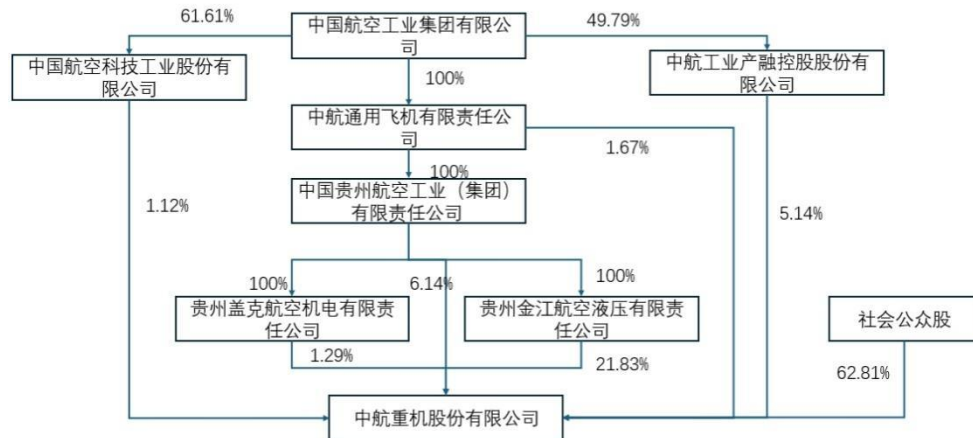 61.61%
中国航空工业集团有限公
司
49.79%
中国航空科技工业股份有
限公司
中航工业产融控股股份有
限公司
100%
中航通用飞机有限责任公
司
1.67%
100%
中国贵州航空工业（集团）
有限责任公司
1.12%
5.14%
100%
6.14%
100%
贵州盖克航空机电有限责
任公司
贵州金江航空液压有限责
任公司
社会公众股
1.29%
21.83%
62.81%
中航重机股份有限公司